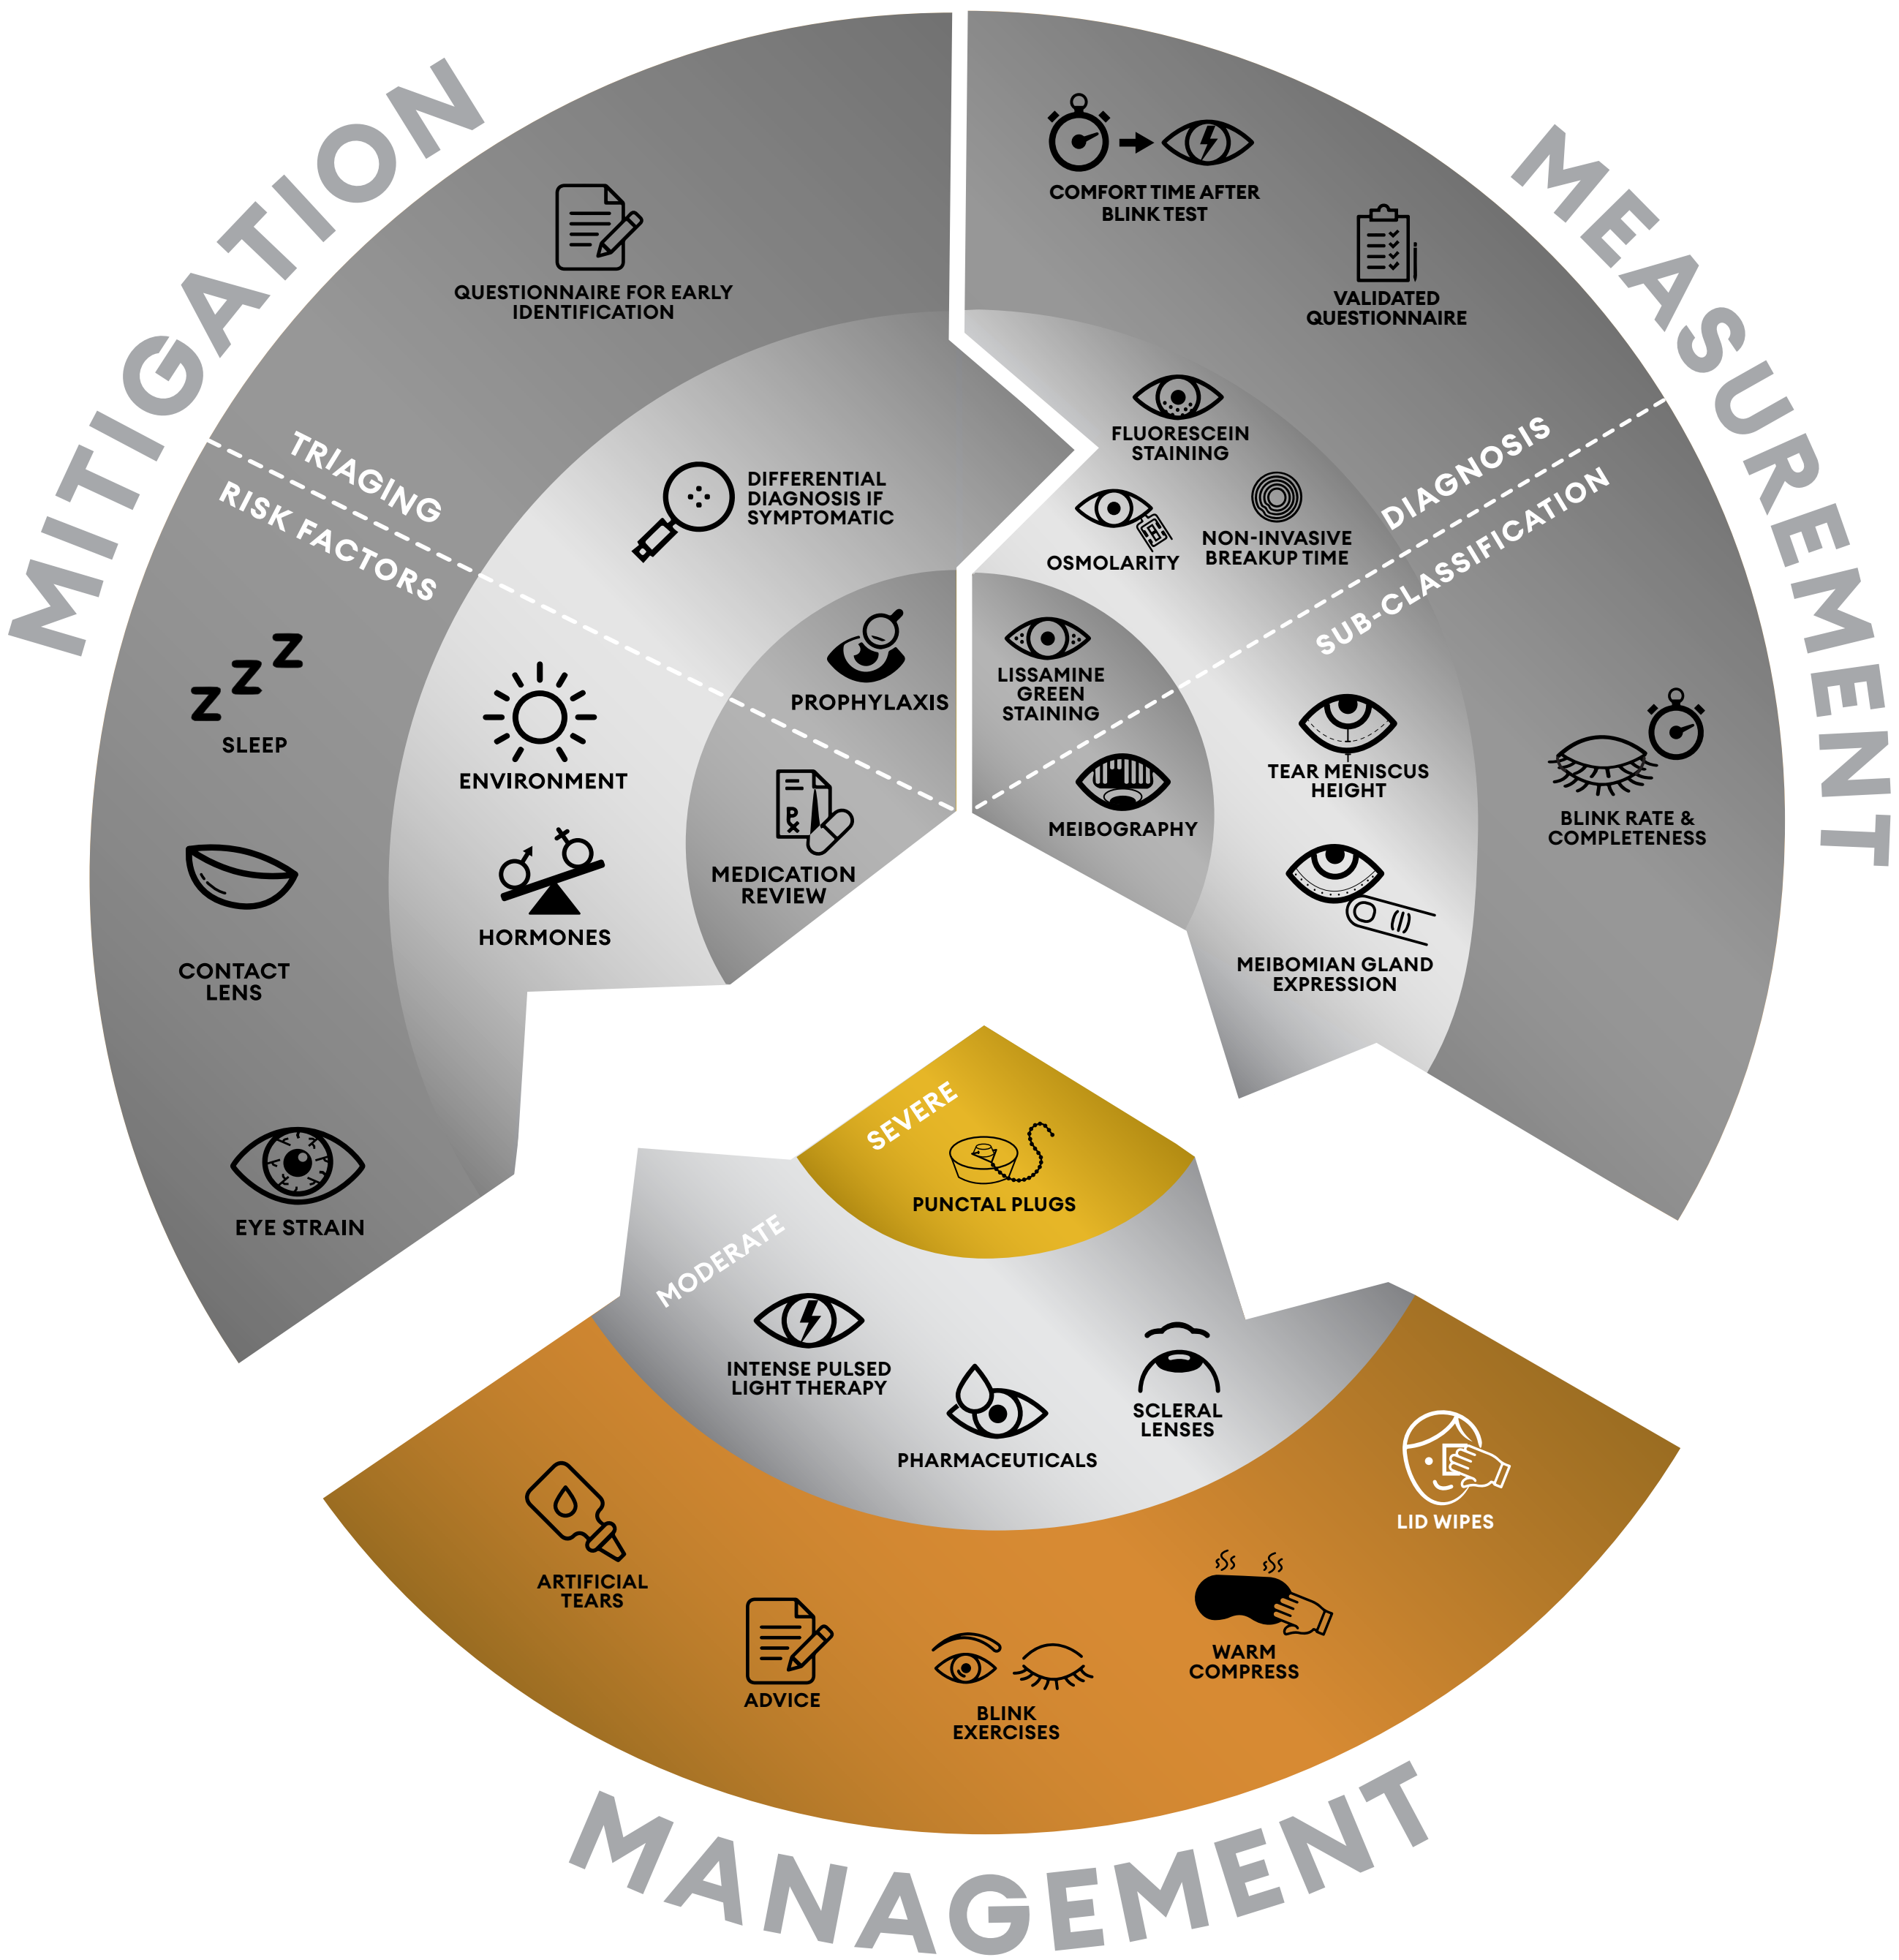 MITIGATION
QUESTIONNAIRE FOR EARLY
IDENTIFICATION
TRIAGING
DIFFERENTIAL
DIAGNOSIS IF
SYMPTOMATIC
PROPHYLAXIS
RISK FACTORS
z z z
SLEEP
ENVIRONMENT
HORMONES
Px
MEDICATION
REVIEW
CONTACT
LENS
EYE STRAIN
MEASUREMENT
COMFORT TIME AFTER
BLINK TEST
VALIDATED
QUESTIONNAIRE
DIAGNOSIS
FLUORESCEIN
STAINING
OSMOLARITY
NON-INVASIVE
BREAKUP TIME
LISSAMINE
GREEN
STAINING
SUB-CLASSIFICATION
MEIBOGRAPHY
TEAR MENISCUS
HEIGHT
MEIBOMIAN GLAND
EXPRESSION
BLINK RATE &
COMPLETENESS
SEVERE
PUNCTAL PLUGS
MODERATE
INTENSE PULSED
LIGHT THERAPY
PHARMACEUTICALS
SCLERAL
LENSES
ARTIFICIAL
TEARS
ADVICE
BLINK
EXERCISES
WARM
COMPRESS
LID WIPES
MANAGEMENT